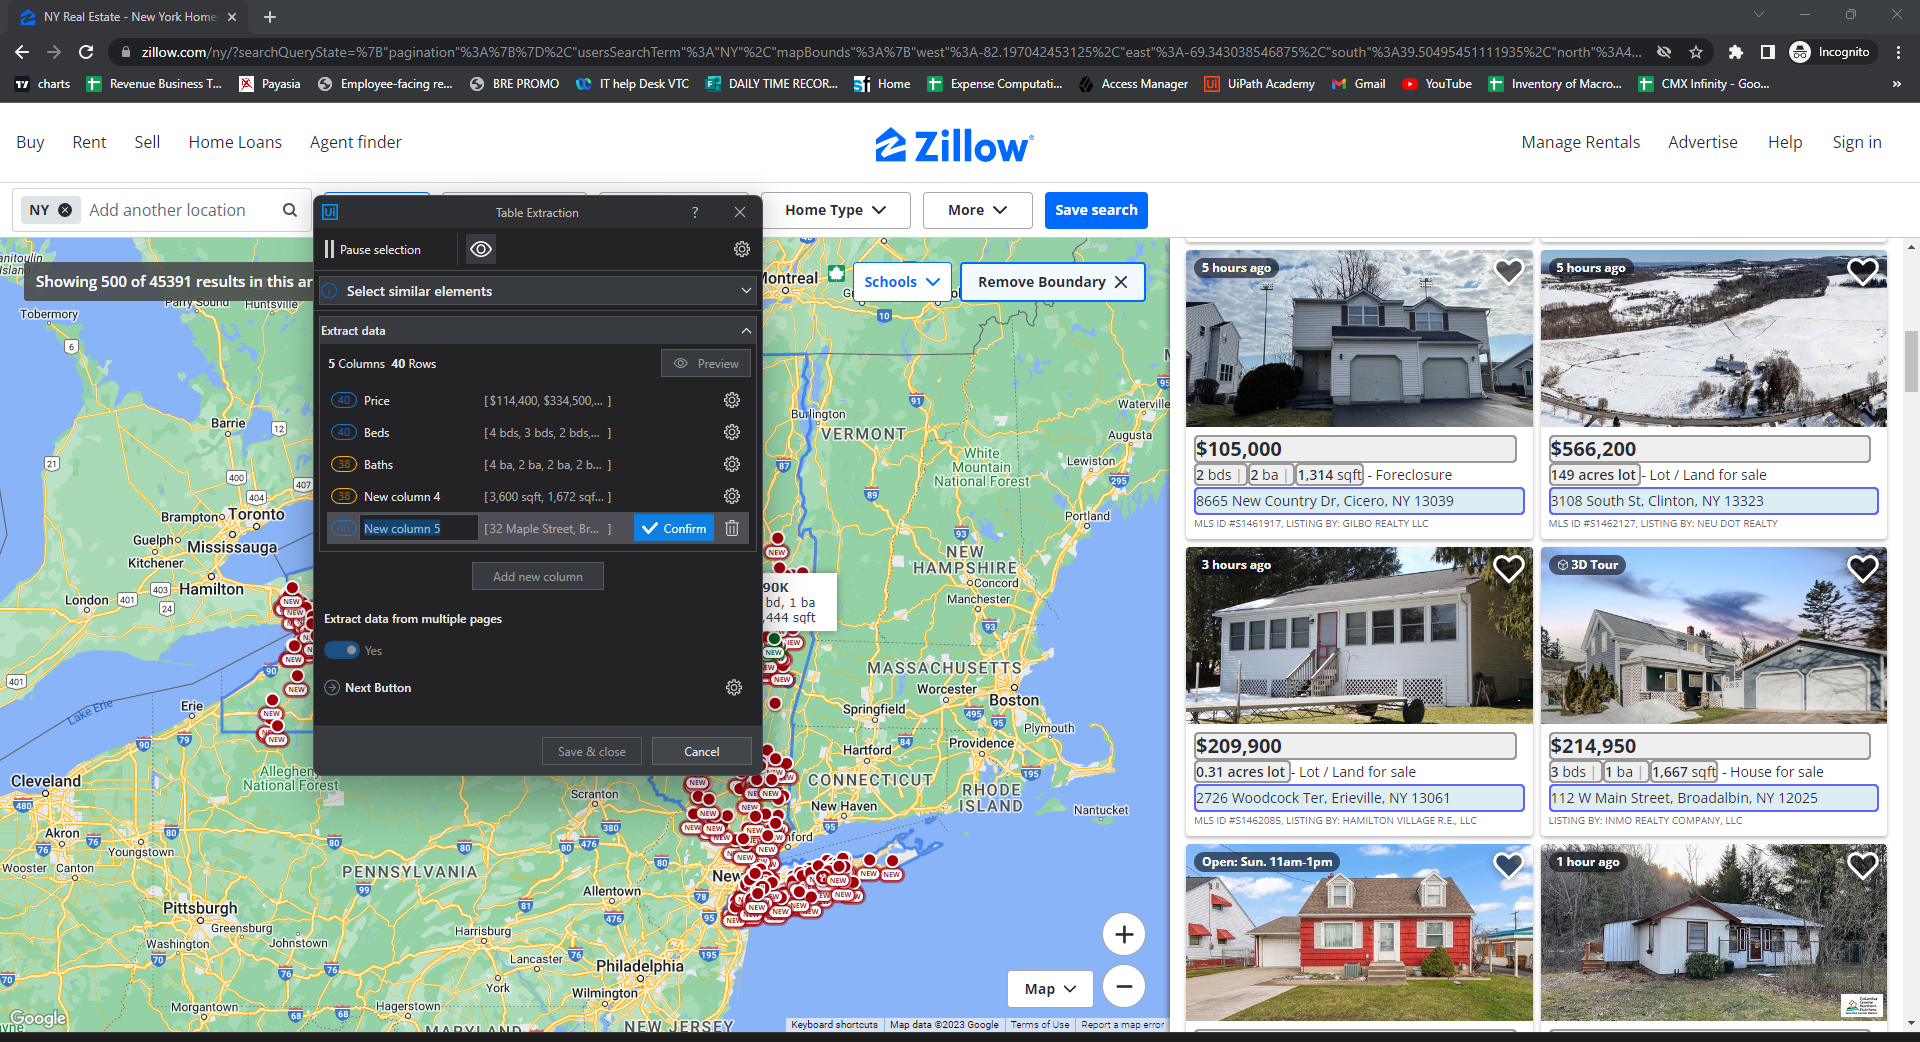 NY Real Estate - New York Home
zillow.com/ny/?searchQueryState=%7B"pagination"%3A%7B%7D%2C"usersSearchTerm"%3A"NY"%2C"mapBounds"%3A%7B"west"%3A-82.197042453125%2C"east"%3A-69.343038546875%2C"south"%3A39.50495451111935%2C"north"%3A4...
Incognito
charts
Revenue Business T...
Payasia
Employee-facing re...
BRE PROMO
IT help Desk VTC
DAILY TIME RECOR...
Home
Expense Computati...
Access Manager
UiPath Academy
Gmail
YouTube
Inventory of Macro...
CMX Infinity - Goo...
Buy
Rent
Sell
Home Loans
Agent finder
Zillow
Manage Rentals
Advertise
Help
Sign in
NY
Add another location
Home Type
More
Save search
Showing 500 of 45391 results in this ar
Schools
Remove Boundary
Ui
Table Extraction
?
Pause selection
Select similar elements
Extract data
5 Columns 40 Rows
Preview
40 Price [ $114,400, $334,500,... ]
40 Beds [ 4 bds, 3 bds, 2 bds,... ]
38 Baths [ 4 ba, 2 ba, 2 ba, 2 b... ]
38 New column 4 [ 3,600 sqft, 1,672 sqf... ]
40 New column 5 [ 32 Maple Street, Br... ]
Confirm
Add new column
Extract data from multiple pages
Yes
Next Button
Save & close
Cancel
90K
bd, 1 ba
,444 sqft
Tobermory
Parry Sound
Huntsville
Barrie
Brampton
Toronto
Guelph
Mississauga
Kitchener
Hamilton
London
Lake Erie
Erie
Cleveland
Allegheny
National Forest
Akron
Youngstown
Wooster
Canton
PENNSYLVANIA
Pittsburgh
Greensburg
Washington
Johnstown
Morgantown
Hagerstown
MARYLAND
Scranton
Allentown
Harrisburg
Lancaster
York
Philadelphia
Wilmington
NEW JERSEY
Montreal
Burlington
VERMONT
Waterville
Augusta
White
Mountain
National Forest
Lewiston
Portland
NEW
HAMPSHIRE
Concord
Manchester
MASSACHUSETTS
Worcester
Boston
Springfield
Plymouth
Hartford
Providence
CONNECTICUT
RHODE
ISLAND
New Haven
Nantucket
New
Map
Google
Keyboard shortcuts
Map data ©2023 Google
Terms of Use
Report a map error
5 hours ago
$105,000
2 bds | 2 ba | 1,314 sqft - Foreclosure
8665 New Country Dr, Cicero, NY 13039
MLS ID #S1461917, LISTING BY: GILBO REALTY LLC
5 hours ago
$566,200
149 acres lot - Lot / Land for sale
3108 South St, Clinton, NY 13323
MLS ID #S1462127, LISTING BY: NEU DOT REALTY
3 hours ago
$209,900
0.31 acres lot - Lot / Land for sale
2726 Woodcock Ter, Erieville, NY 13061
MLS ID #S1462085, LISTING BY: HAMILTON VILLAGE R.E., LLC
3D Tour
$214,950
3 bds | 1 ba | 1,667 sqft - House for sale
112 W Main Street, Broadalbin, NY 12025
LISTING BY: INMO REALTY COMPANY, LLC
Open: Sun. 11am-1pm
1 hour ago